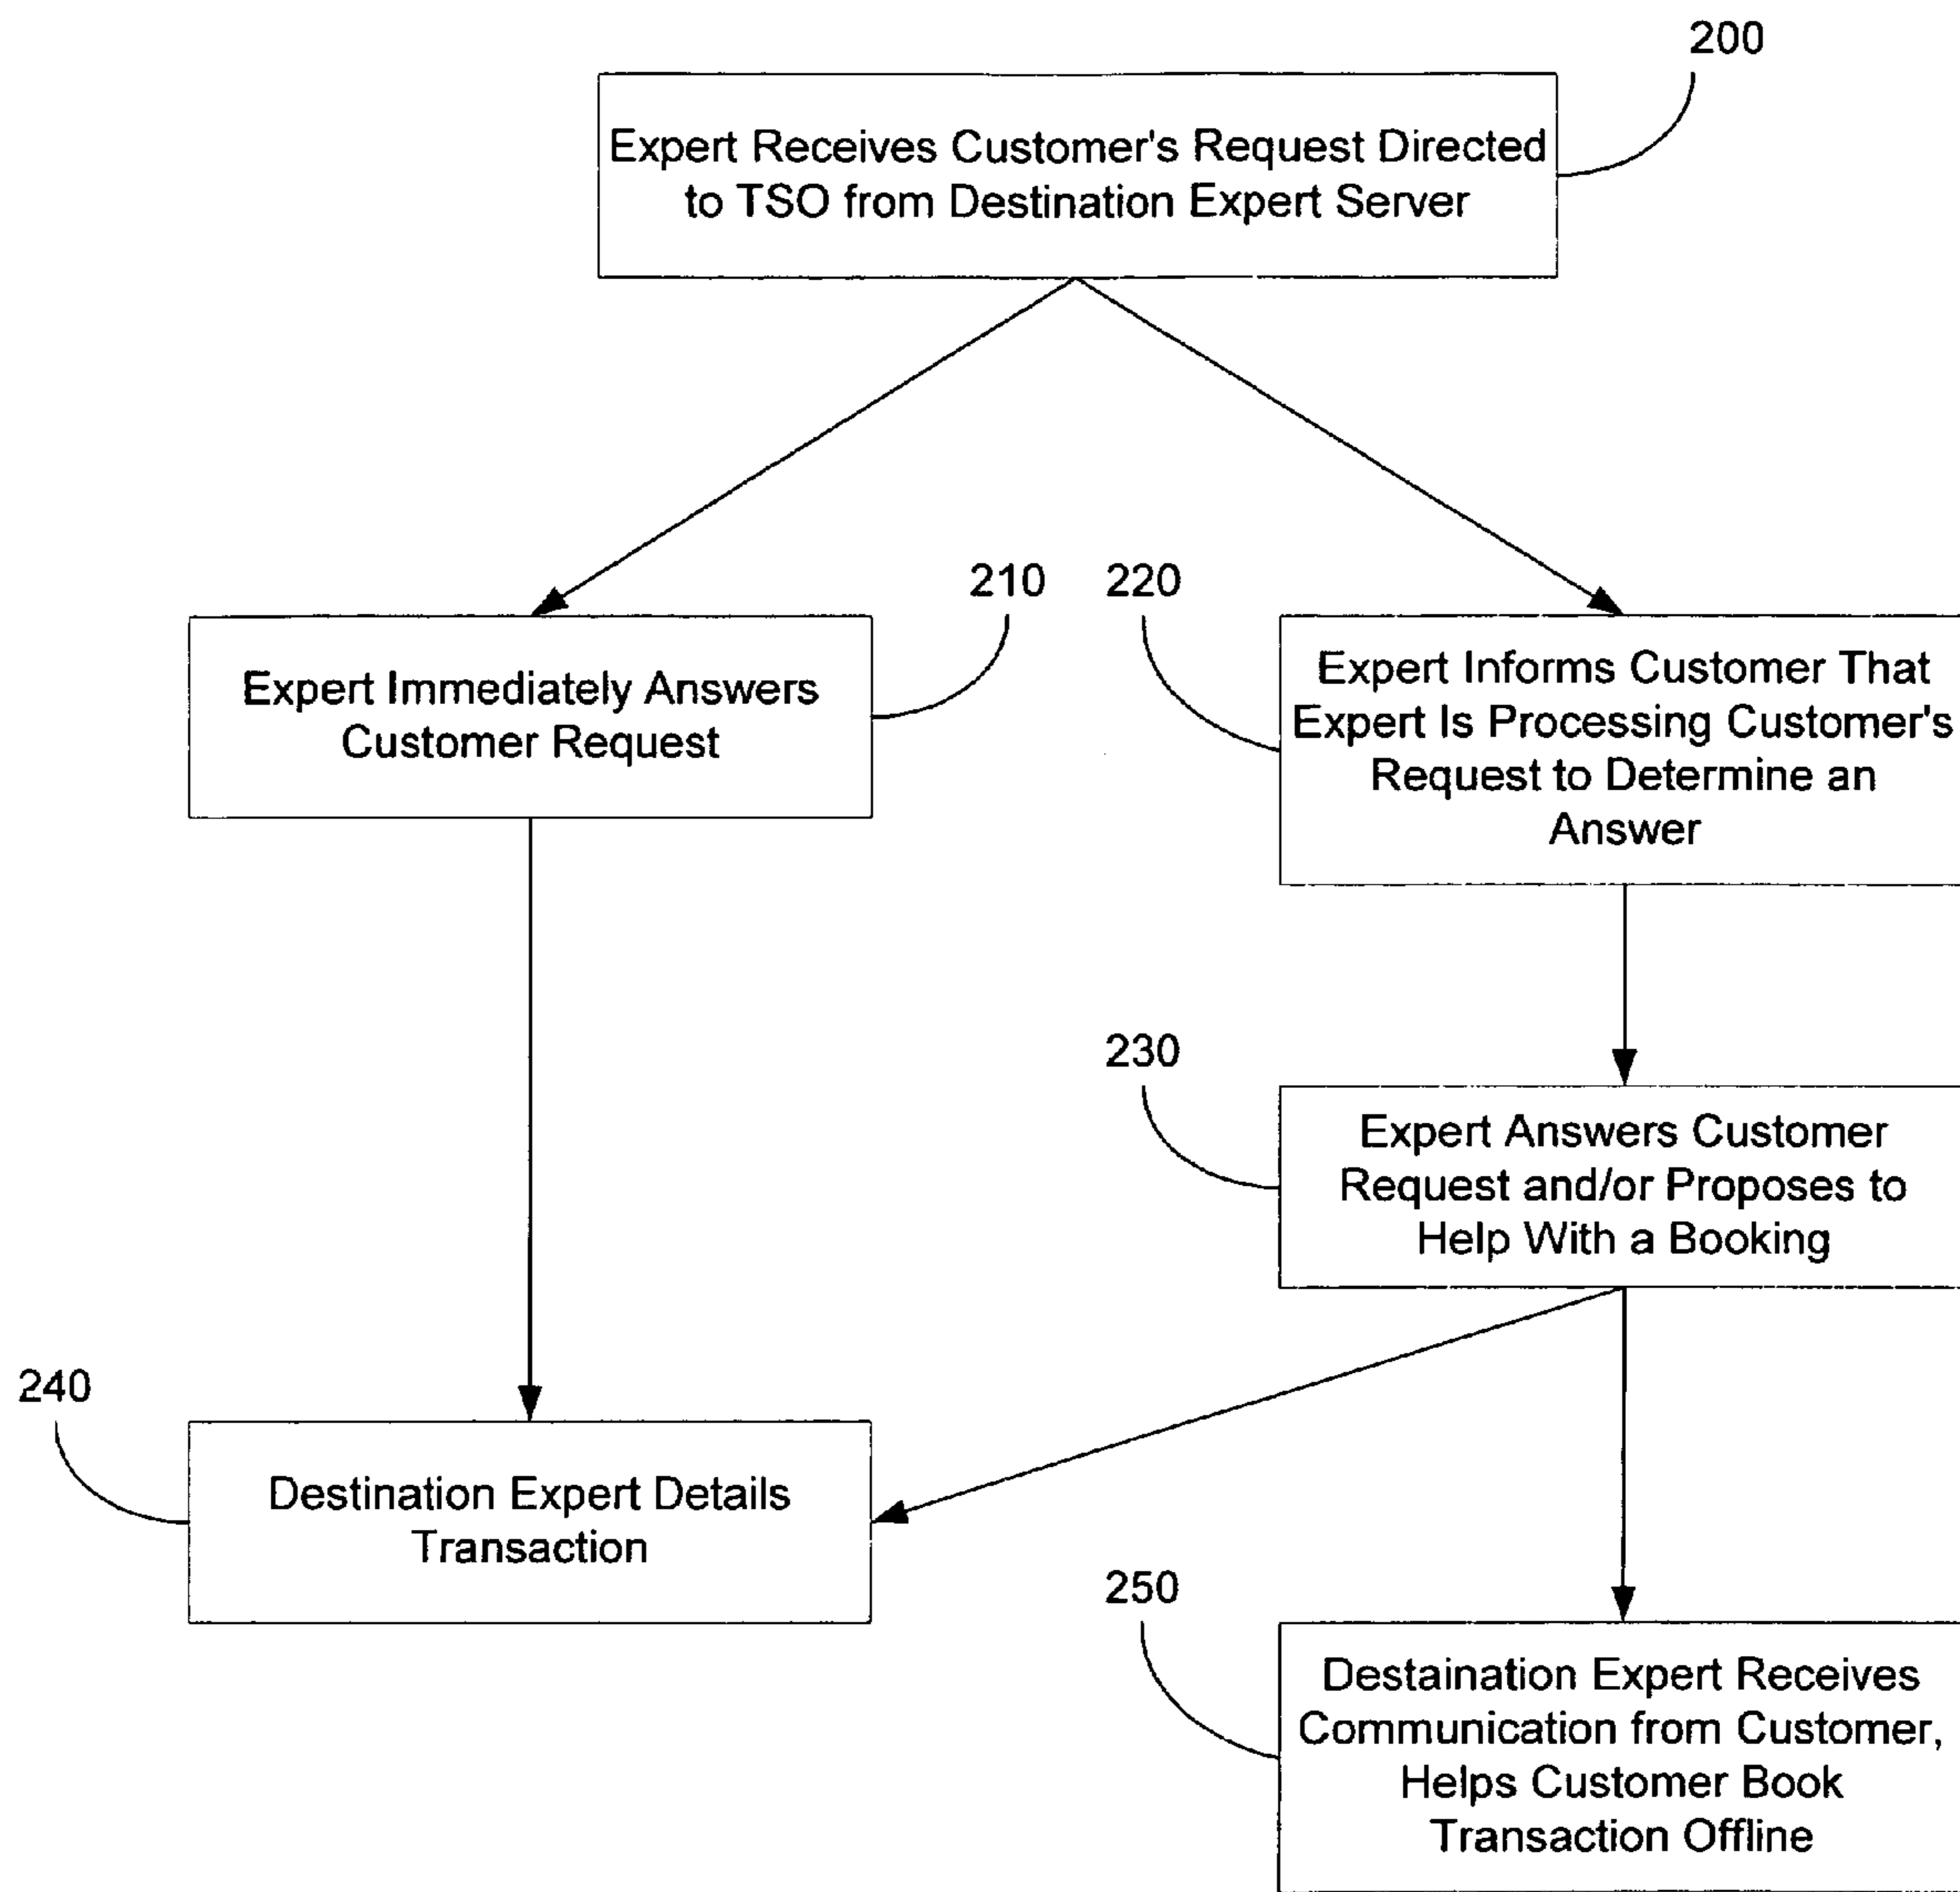 200
Expert Receives Customer's Request Directed
to TSO from Destination Expert Server
210
220
Expert Immediately Answers
Customer Request
Expert Informs Customer That
Expert Is Processing Customer's
Request to Determine an
Answer
230
Expert Answers Customer
Request and/or Proposes to
Help With a Booking
240
Destination Expert Details
Transaction
250
Destaination Expert Receives
Communication from Customer,
Helps Customer Book
Transaction Offline